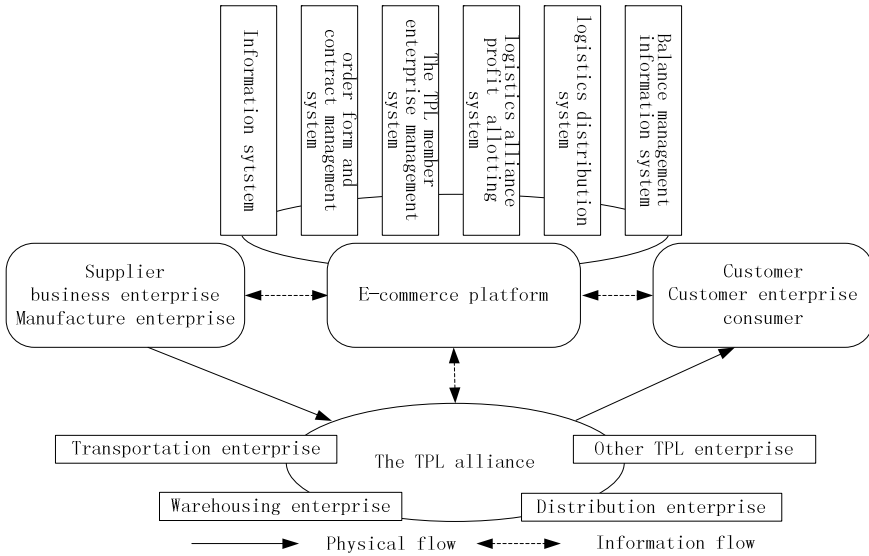 Information sytstem
order form and
contract management
system
The TPL member
enterprise management
system
logistics alliance
profit allotting
system
logistics distribution
system
Balance management
information system
Supplier
business enterprise
Manufacture enterprise
E-commerce platform
Customer
Customer enterprise
consumer
Transportation enterprise
The TPL alliance
Other TPL enterprise
Warehousing enterprise
Distribution enterprise
Physical flow
Information flow